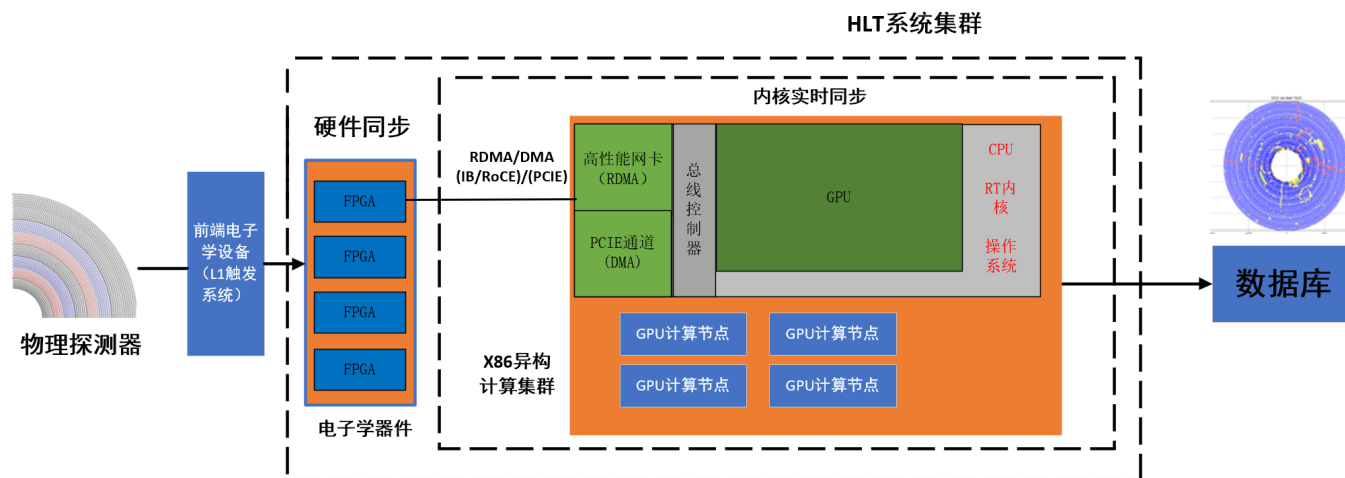 HLT系统集群
内核实时同步
硬件同步
RDMA/DMA
(IB/RoCE)/(PCIE)
FPGA
FPGA
FPGA
FPGA
电子学器件
前端电子
学设备
（L1触发
系统）
物理探测器
高性能网卡
（RDMA）
PCIE通道
(DMA)
总
线
控
制
器
GPU
CPU
RT内
核
操作
系统
X86异构
计算集群
GPU计算节点
GPU计算节点
GPU计算节点
GPU计算节点
数据库